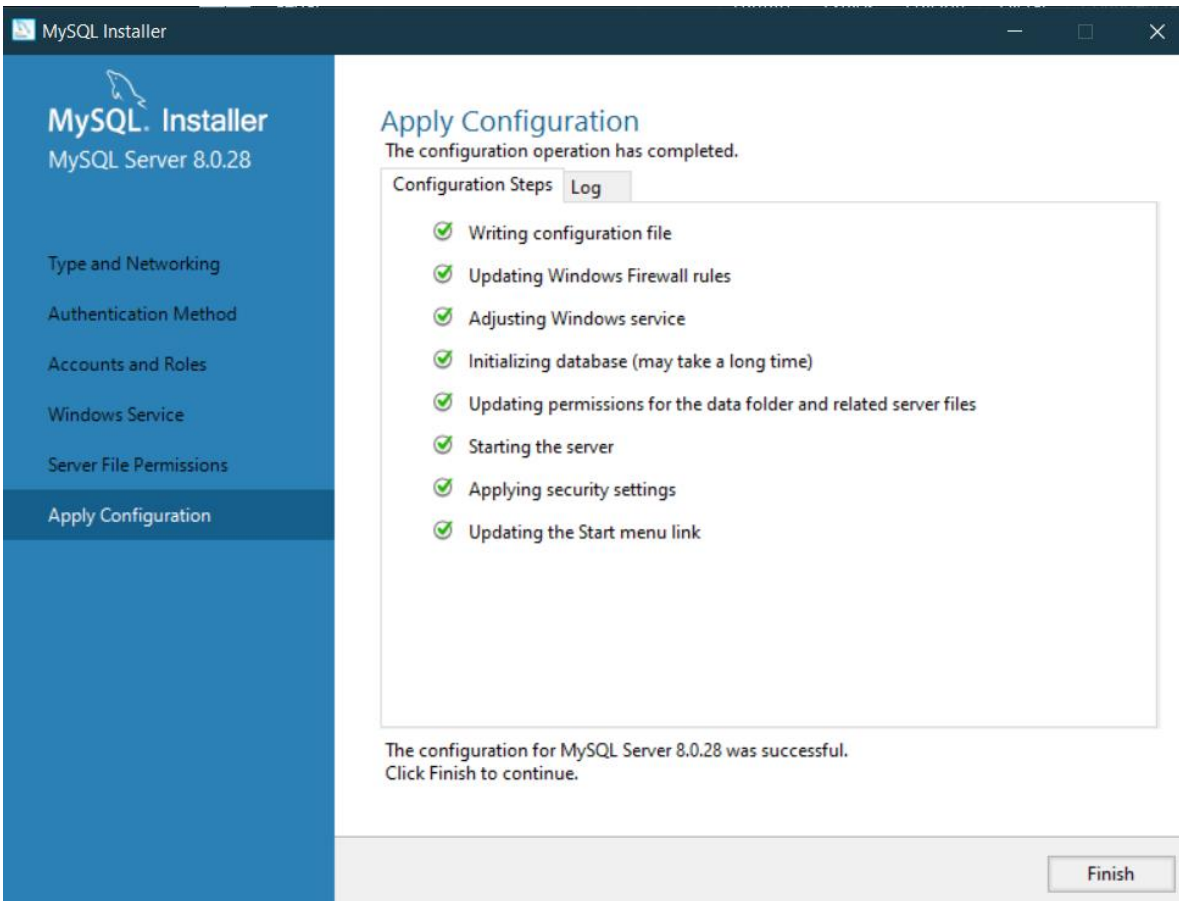 MySQL Installer
MySQL. Installer
MySQL Server 8.0.28
Type and Networking
Authentication Method
Accounts and Roles
Windows Service
Server File Permissions
Apply Configuration
Apply Configuration
The configuration operation has completed.
Configuration Steps Log
Writing configuration file
Updating Windows Firewall rules
Adjusting Windows service
Initializing database (may take a long time)
Updating permissions for the data folder and related server files
Starting the server
Applying security settings
Updating the Start menu link
The configuration for MySQL Server 8.0.28 was successful.
Click Finish to continue.
Finish